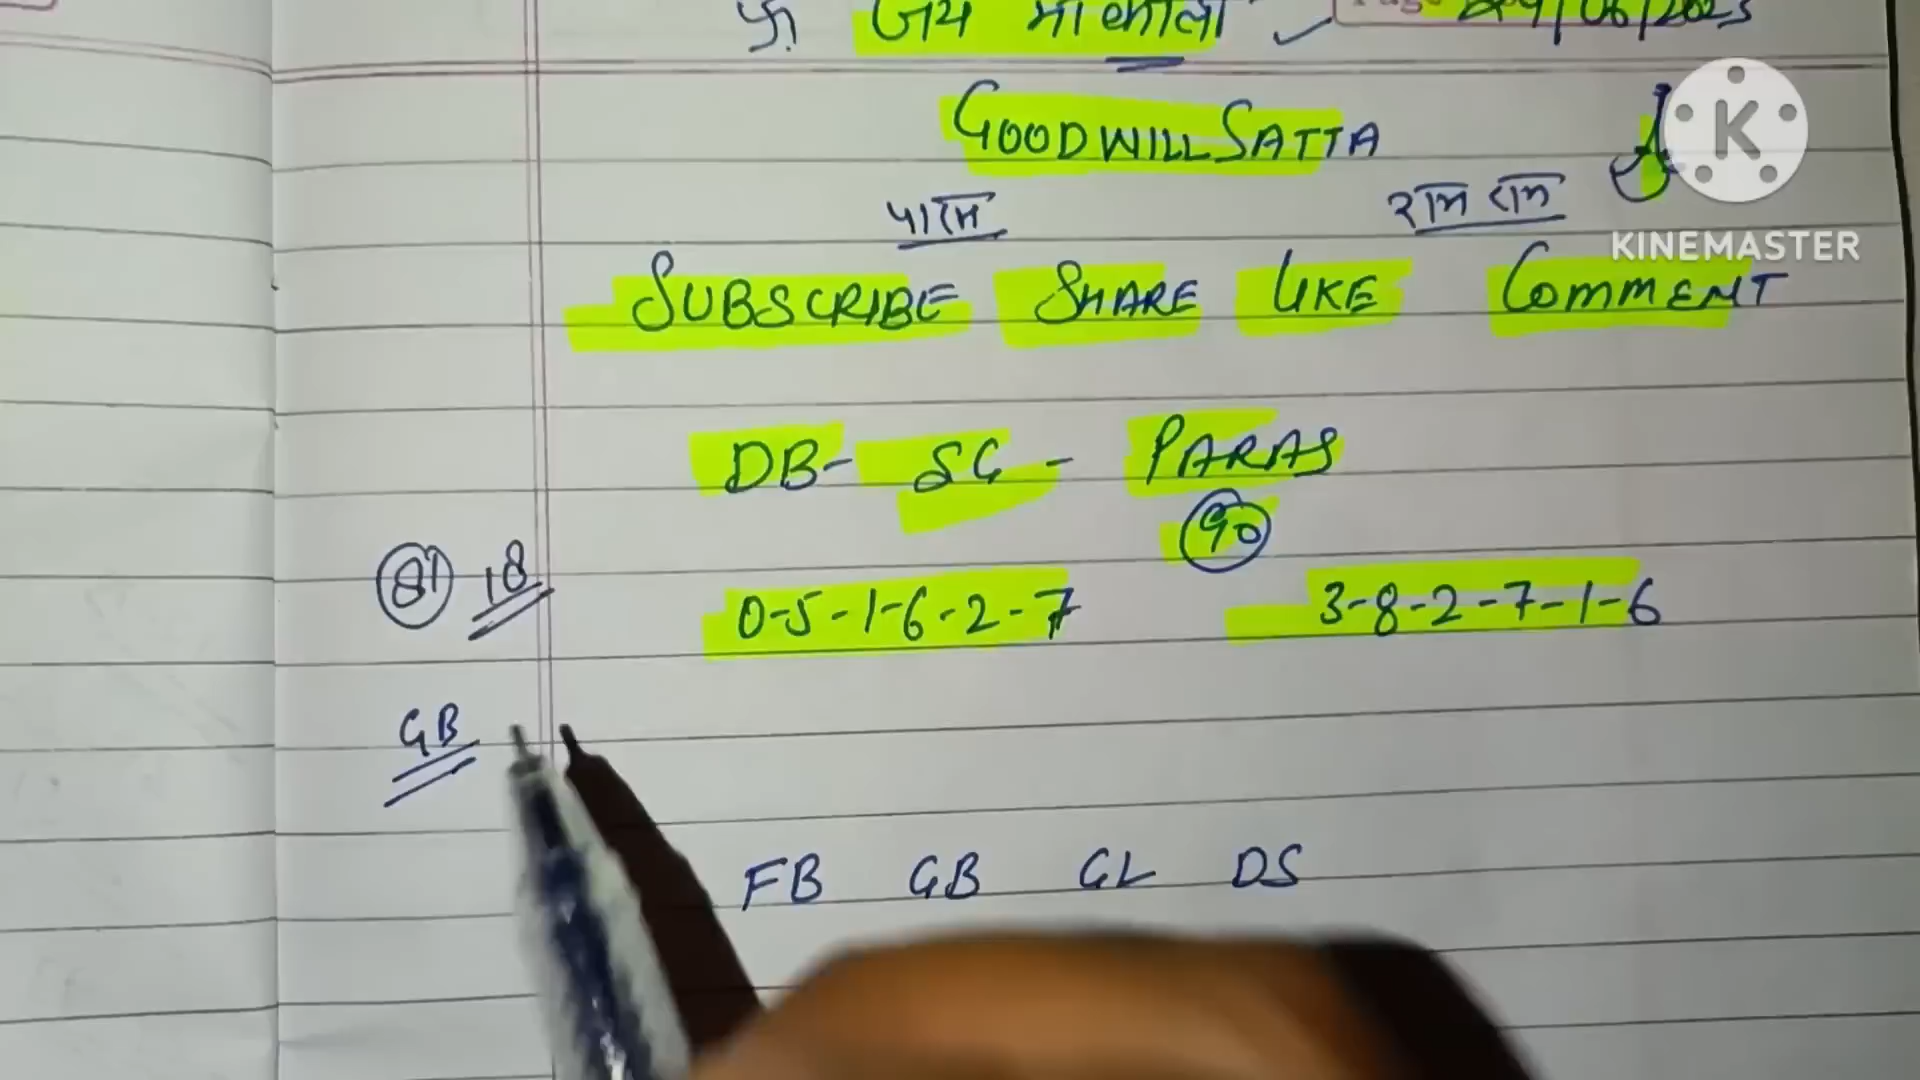 जय माँ काली
GOODWILL SATTA
राम राम
KINEMASTER
SUBSCRIBE SHARE LIKE COMMENT
DB- SG - PARAS
90
81 18
0-5-1-6-2-7 3-8-2-7-1-6
GB
FB GB GL DS